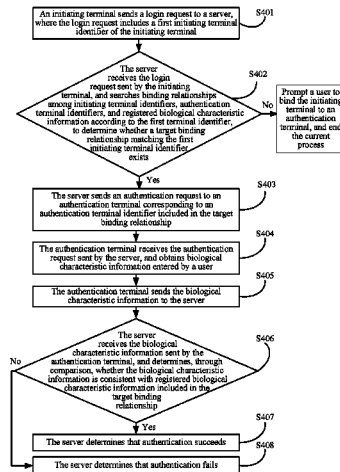 S401
An initiating terminal sends a login request to a server,
where the login request includes a first initiating terminal
identifier of the initiating terminal
S402
The server
receives the login
request sent by the initiating
terminal, and searches binding relationships
among initiating terminal identifiers, authentication
terminal identifiers, and registered biological characteristic
information according to the first terminal identifier,
to determine whether a target binding
relationship matching the first
initiating terminal identifier
exists
No
Prompt a user to
bind the initiating
terminal to an
authentication
terminal, and end
the current
process
Yes
S403
The server sends an authentication request to an
authentication terminal corresponding to
an authentication terminal identifier included in the target
binding relationship
S404
The authentication terminal receives the authentication
request sent by the server, and obtains biological
characteristic information entered by a user
S405
The authentication terminal sends the biological
characteristic information to the server
S406
The server
receives the biological
characteristic information sent by the
authentication terminal, and determines, through
comparison, whether the biological characteristic
information is consistent with registered biological
characteristic information included in the
target binding
relationship
No
Yes
S407
The server determines that authentication succeeds
S408
The server determines that authentication fails